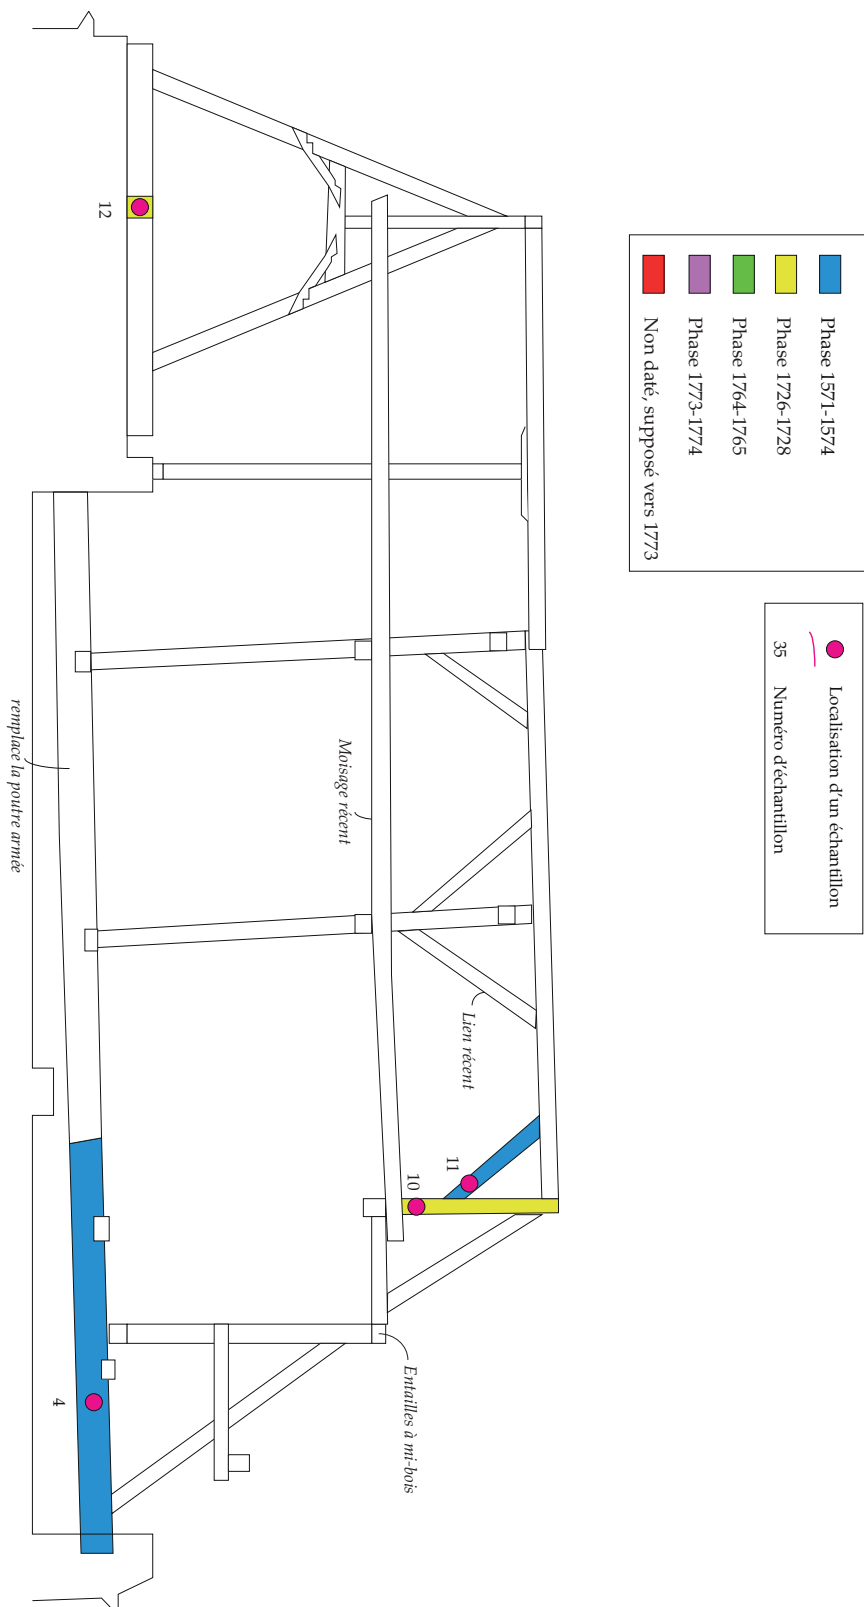 Phase 1571-1574
Phase 1726-1728
Phase 1764-1765
Phase 1773-1774
Non daté, supposé vers 1773
Localisation d'un échantillon
35 Numéro d'échantillon
Lien récent
11
10
Entailles à mi-bois
Moisage récent
12
4
remplace la poutre armée